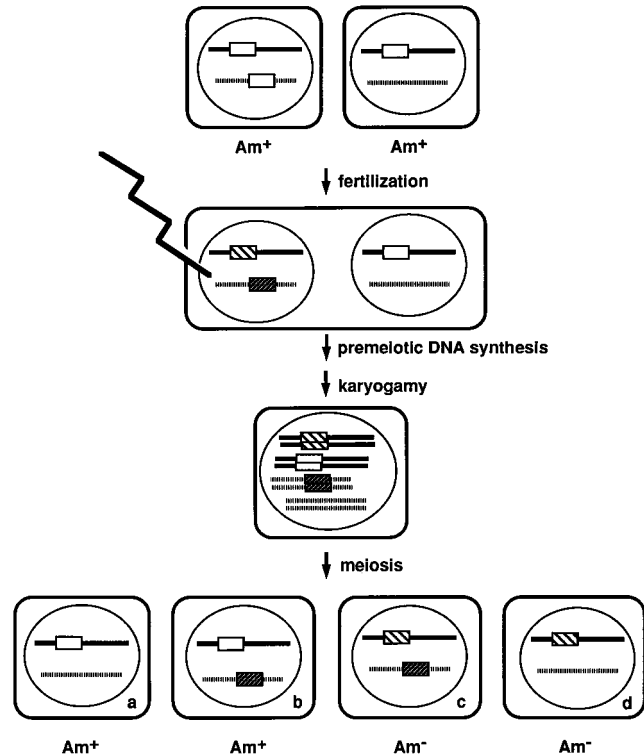 Am+ Am+
fertilization
premeiotic DNA synthesis
karyogamy
meiosis
a b c d
Am+ Am+ Am- Am-